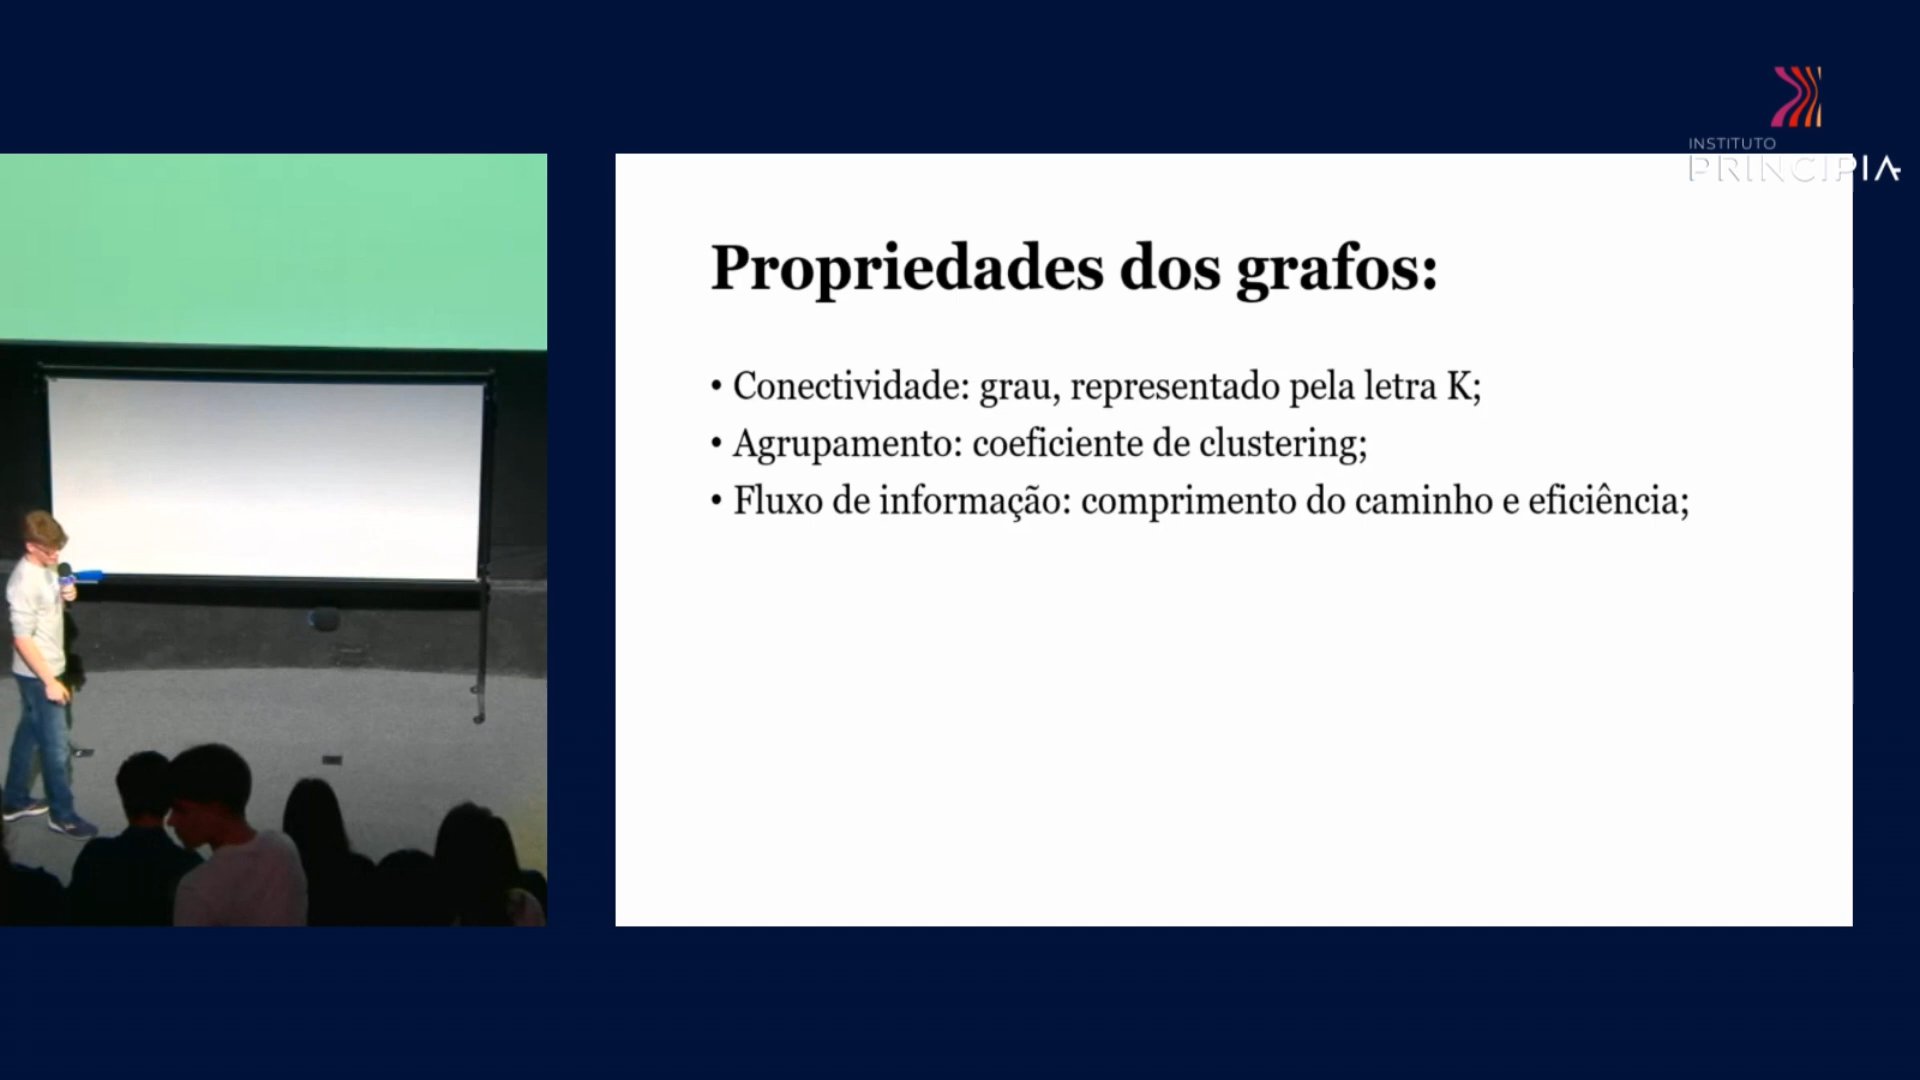 INSTITUTO
PRINCIPIA
Propriedades dos grafos:
• Conectividade: grau, representado pela letra K;
• Agrupamento: coeficiente de clustering;
• Fluxo de informação: comprimento do caminho e eficiência;